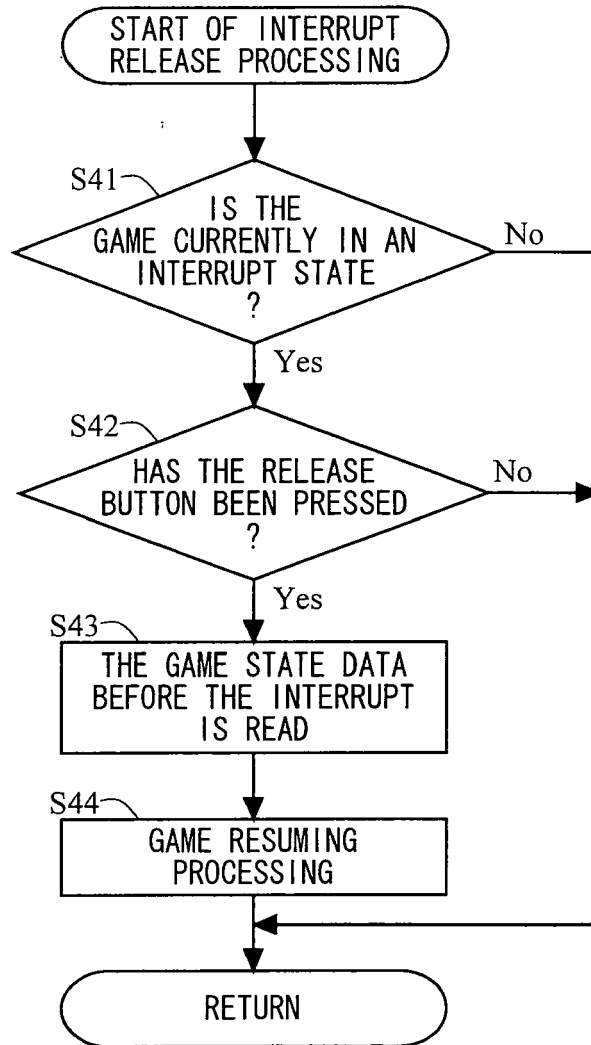 START OF INTERRUPT
RELEASE PROCESSING
S41
IS THE
GAME CURRENTLY IN AN
INTERRUPT STATE
?
No
Yes
S42
HAS THE RELEASE
BUTTON BEEN PRESSED
?
No
Yes
S43
THE GAME STATE DATA
BEFORE THE INTERRUPT
IS READ
S44
GAME RESUMING
PROCESSING
RETURN